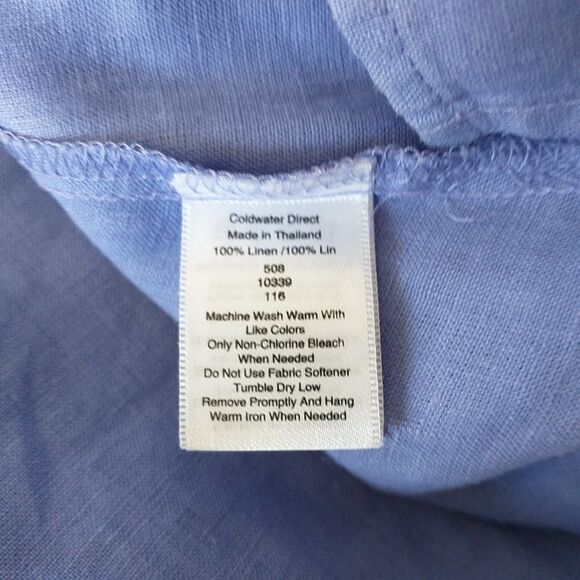 Coldwater Direct
Made in Thailand
100% Linen /100% Lin
508
10339
116
Machine Wash Warm With
Like Colors
Only Non-Chlorine Bleach
When Needed
Do Not Use Fabric Softener
Tumble Dry Low
Remove Promptly And Hang
Warm Iron When Needed